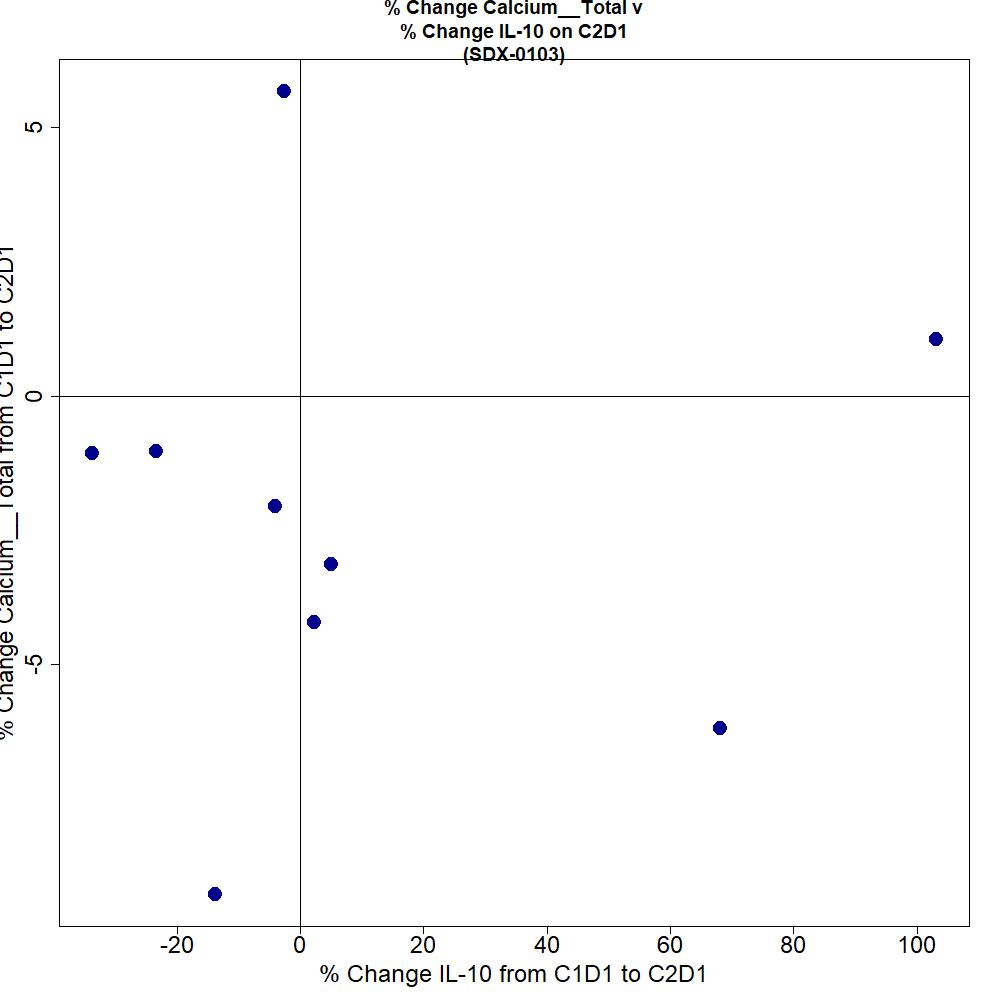 % Change Calcium__Total v
% Change IL-10 on C2D1
(SDX-0103)
% Change Calcium__Total from C1D1 to C2D1
5
0
-5
-20
0
20
40
60
80
100
% Change IL-10 from C1D1 to C2D1